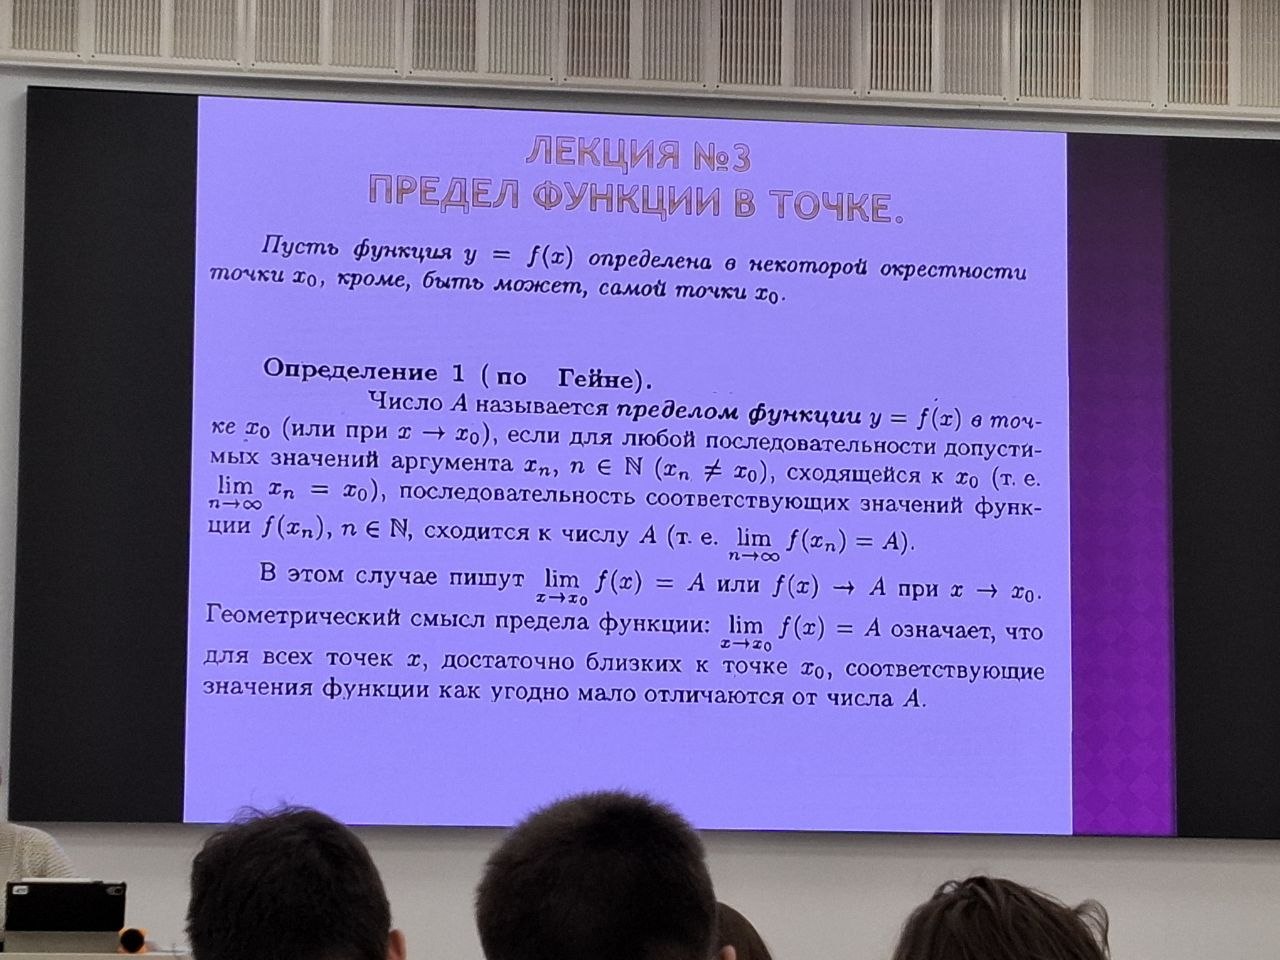 ЛЕКЦИЯ №3
ПРЕДЕЛ ФУНКЦИИ В ТОЧКЕ.
Пусть функция y = f(x) определена в некоторой окрестности
точки x₀, кроме, быть может, самой точки x₀.
Определение 1 ( по Гейне).
Число A называется пределом функции y = f(x) в точ-
ке x₀ (или при x → x₀), если для любой последовательности допусти-
мых значений аргумента xₙ, n ∈ ℕ (xₙ ≠ x₀), сходящейся к x₀ (т. е.
lim n→∞ xₙ = x₀), последовательность соответствующих значений функ-
ции f(xₙ), n ∈ ℕ, сходится к числу A (т. е. lim n→∞ f(xₙ) = A).
В этом случае пишут lim x→x₀ f(x) = A или f(x) → A при x → x₀.
Геометрический смысл предела функции: lim x→x₀ f(x) = A означает, что
для всех точек x, достаточно близких к точке x₀, соответствующие
значения функции как угодно мало отличаются от числа A.